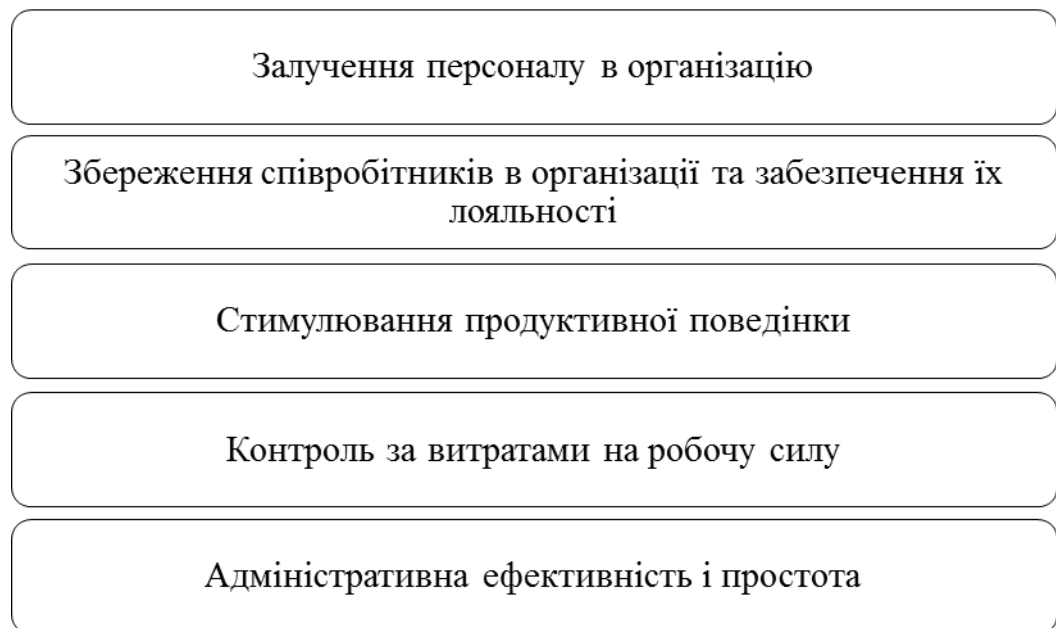 Залучення персоналу в організацію
Збереження співробітників в організації та забезпечення їх
лояльності
Стимулювання продуктивної поведінки
Контроль за витратами на робочу силу
Адміністративна ефективність і простота